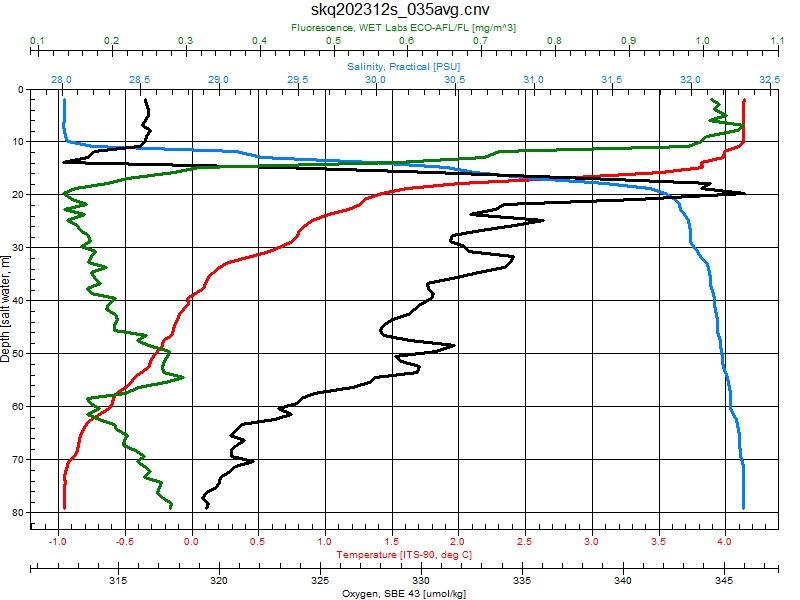 skq202312s_035avg.cnv
Fluorescence, WET Labs ECO-AFL/FL [mg/m^3]
0.1 0.2 0.3 0.4 0.5 0.6 0.7 0.8 0.9 1.0 1.1
Salinity, Practical [PSU]
28.0 28.5 29.0 29.5 30.0 30.5 31.0 31.5 32.0 32.5
0
10
20
30
40
50
60
70
80
Depth [salt water, m]
-1.0 -0.5 0.0 0.5 1.0 1.5 2.0 2.5 3.0 3.5 4.0
Temperature [ITS-90, deg C]
315 320 325 330 335 340 345
Oxygen, SBE 43 [umol/kg]